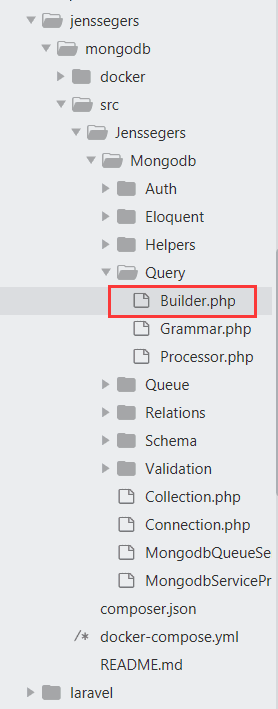 jenssegers
mongodb
docker
src
Jenssegers
Mongodb
Auth
Eloquent
Helpers
Query
Builder.php
Grammar.php
Processor.php
Queue
Relations
Schema
Validation
Collection.php
Connection.php
MongodbQueueSe
MongodbServicePr
composer.json
/* docker-compose.yml
README.md
laravel